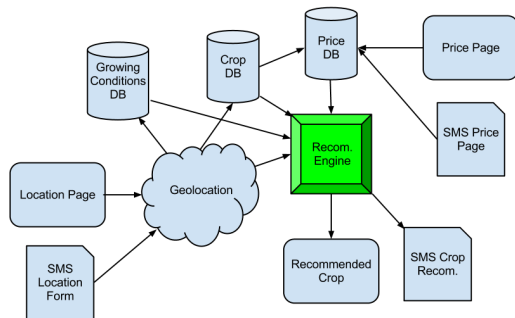 Growing
Conditions
DB
Crop
DB
Price
DB
Price Page
SMS Price
Page
Recom.
Engine
Geolocation
Location Page
SMS
Location
Form
Recommended
Crop
SMS Crop
Recom.